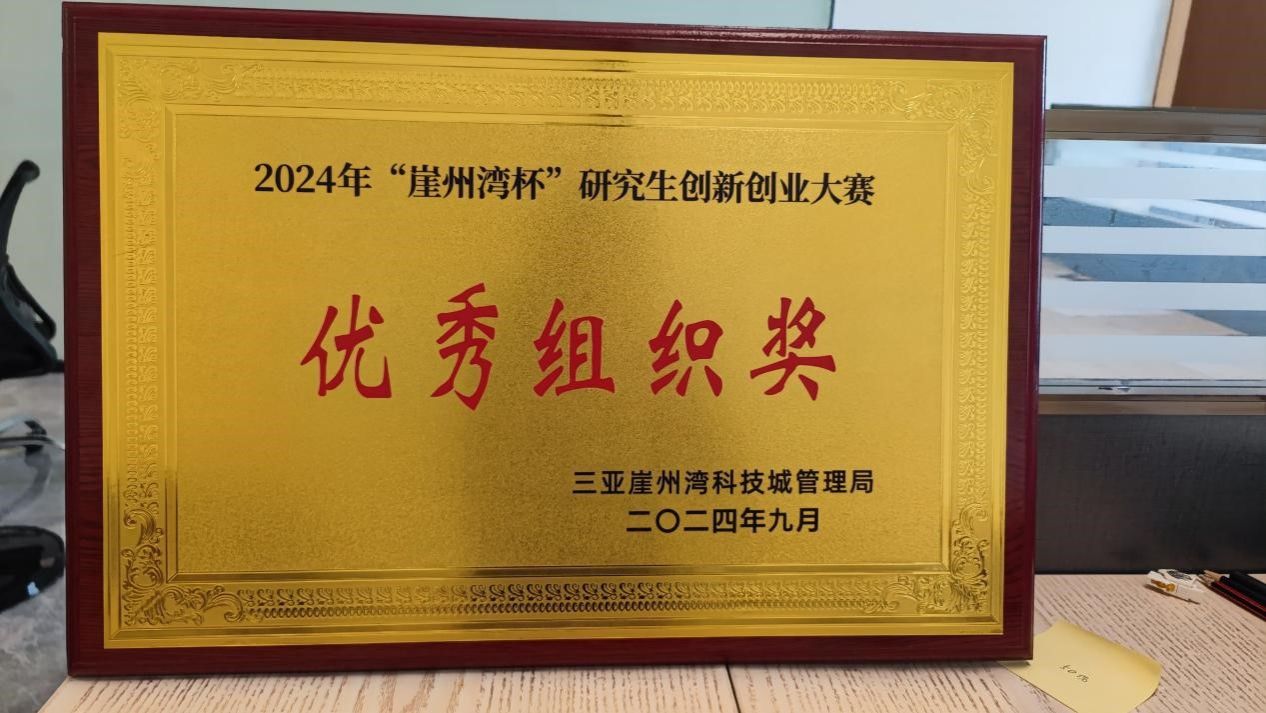 2024年“崖州湾杯”研究生创新创业大赛
优秀组织奖
三亚崖州湾科技城管理局
二〇二四年九月